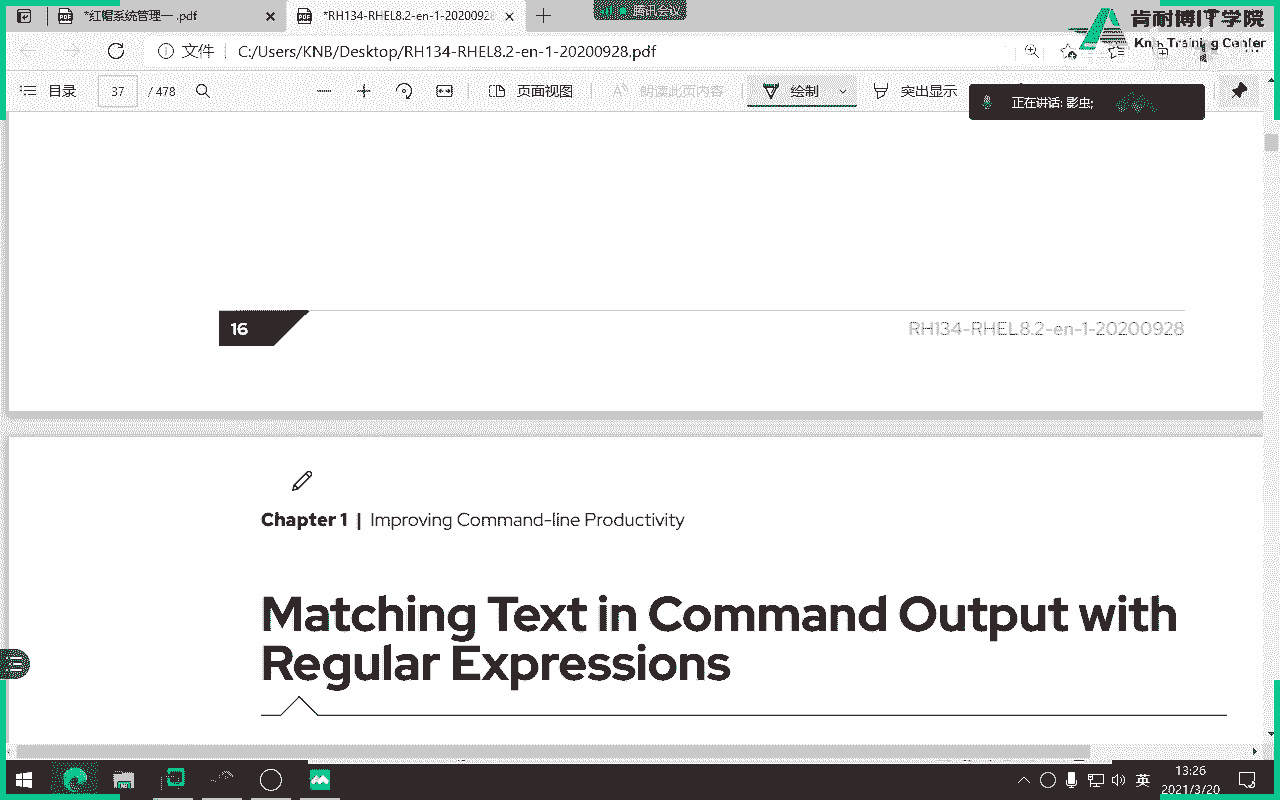 *红帽系统管理一 .pdf
*RH134-RHEL8.2-en-1-2020092
腾讯会议
肯耐博IT学院
Knb Training Center
文件
C:/Users/KNB/Desktop/RH134-RHEL8.2-en-1-20200928.pdf
目录
37
/ 478
页面视图
朗读此页内容
绘制
突出显示
正在讲话: 影虫;
16
RH134-RHEL8.2-en-1-20200928
Chapter 1 | Improving Command-line Productivity
Matching Text in Command Output with
Regular Expressions
英
13:26
2021/3/20